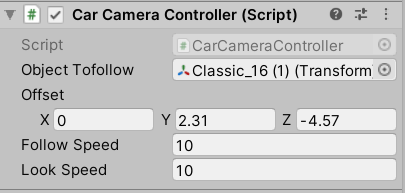 Car Camera Controller (Script)
Script CarCameraController
Object Tofollow Classic_16 (1) (Transform
Offset
X 0 Y 2.31 Z -4.57
Follow Speed 10
Look Speed 10